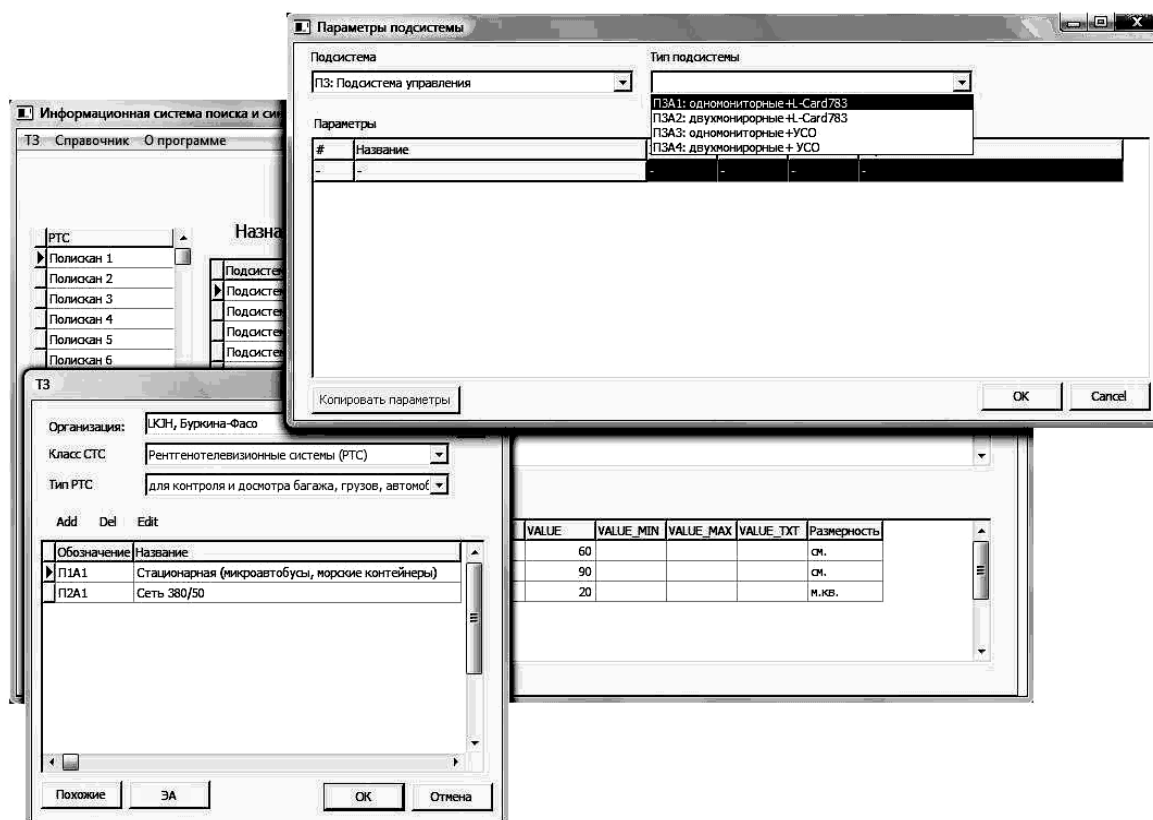 Параметры подсистемы
Подсистема
Тип подсистемы
П3: Подсистема управления
П3А1: одномониторные+L-Card783
П3А2: двухмонирорные+L-Card783
П3А3: одномониторные+УСО
П3А4: двухмонирорные+ УСО
Параметры
# Название
- - - - - -
Копировать параметры
OK Cancel
Информационная система поиска и
ТЗ Справочник О программе
РТС
Полискан 1
Полискан 2
Полискан 3
Полискан 4
Полискан 5
Полискан 6
VALUE VALUE_MIN VALUE_MAX VALUE_TXT Размерность
60 см.
90 см.
20 м.кв.
ТЗ
Организация: LKJH, Буркина-Фасо
Класс СТС Рентгенотелевизионные системы (РТС)
Тип РТС для контроля и досмотра багажа, грузов, автомоб
Add Del Edit
Обозначение Название
П1А1 Стационарная (микроавтобусы, морские контейнеры)
П2А1 Сеть 380/50
Похожие ЭА OK Отмена